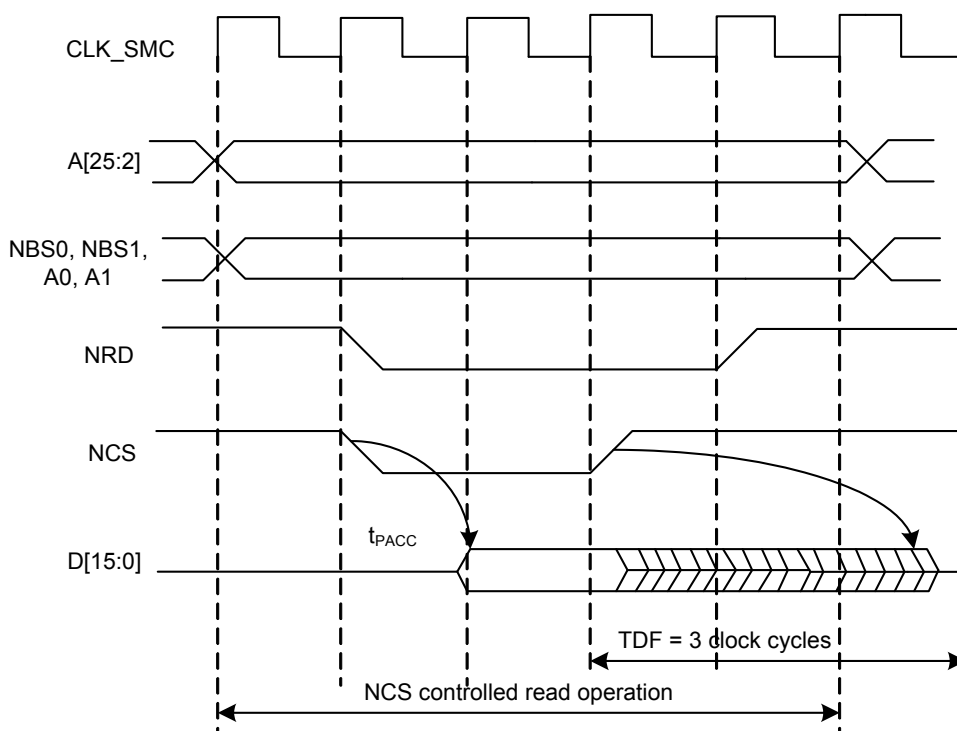 CLK_SMC
A[25:2]
NBS0, NBS1,
A0, A1
NRD
NCS
tPACC
D[15:0]
TDF = 3 clock cycles
NCS controlled read operation